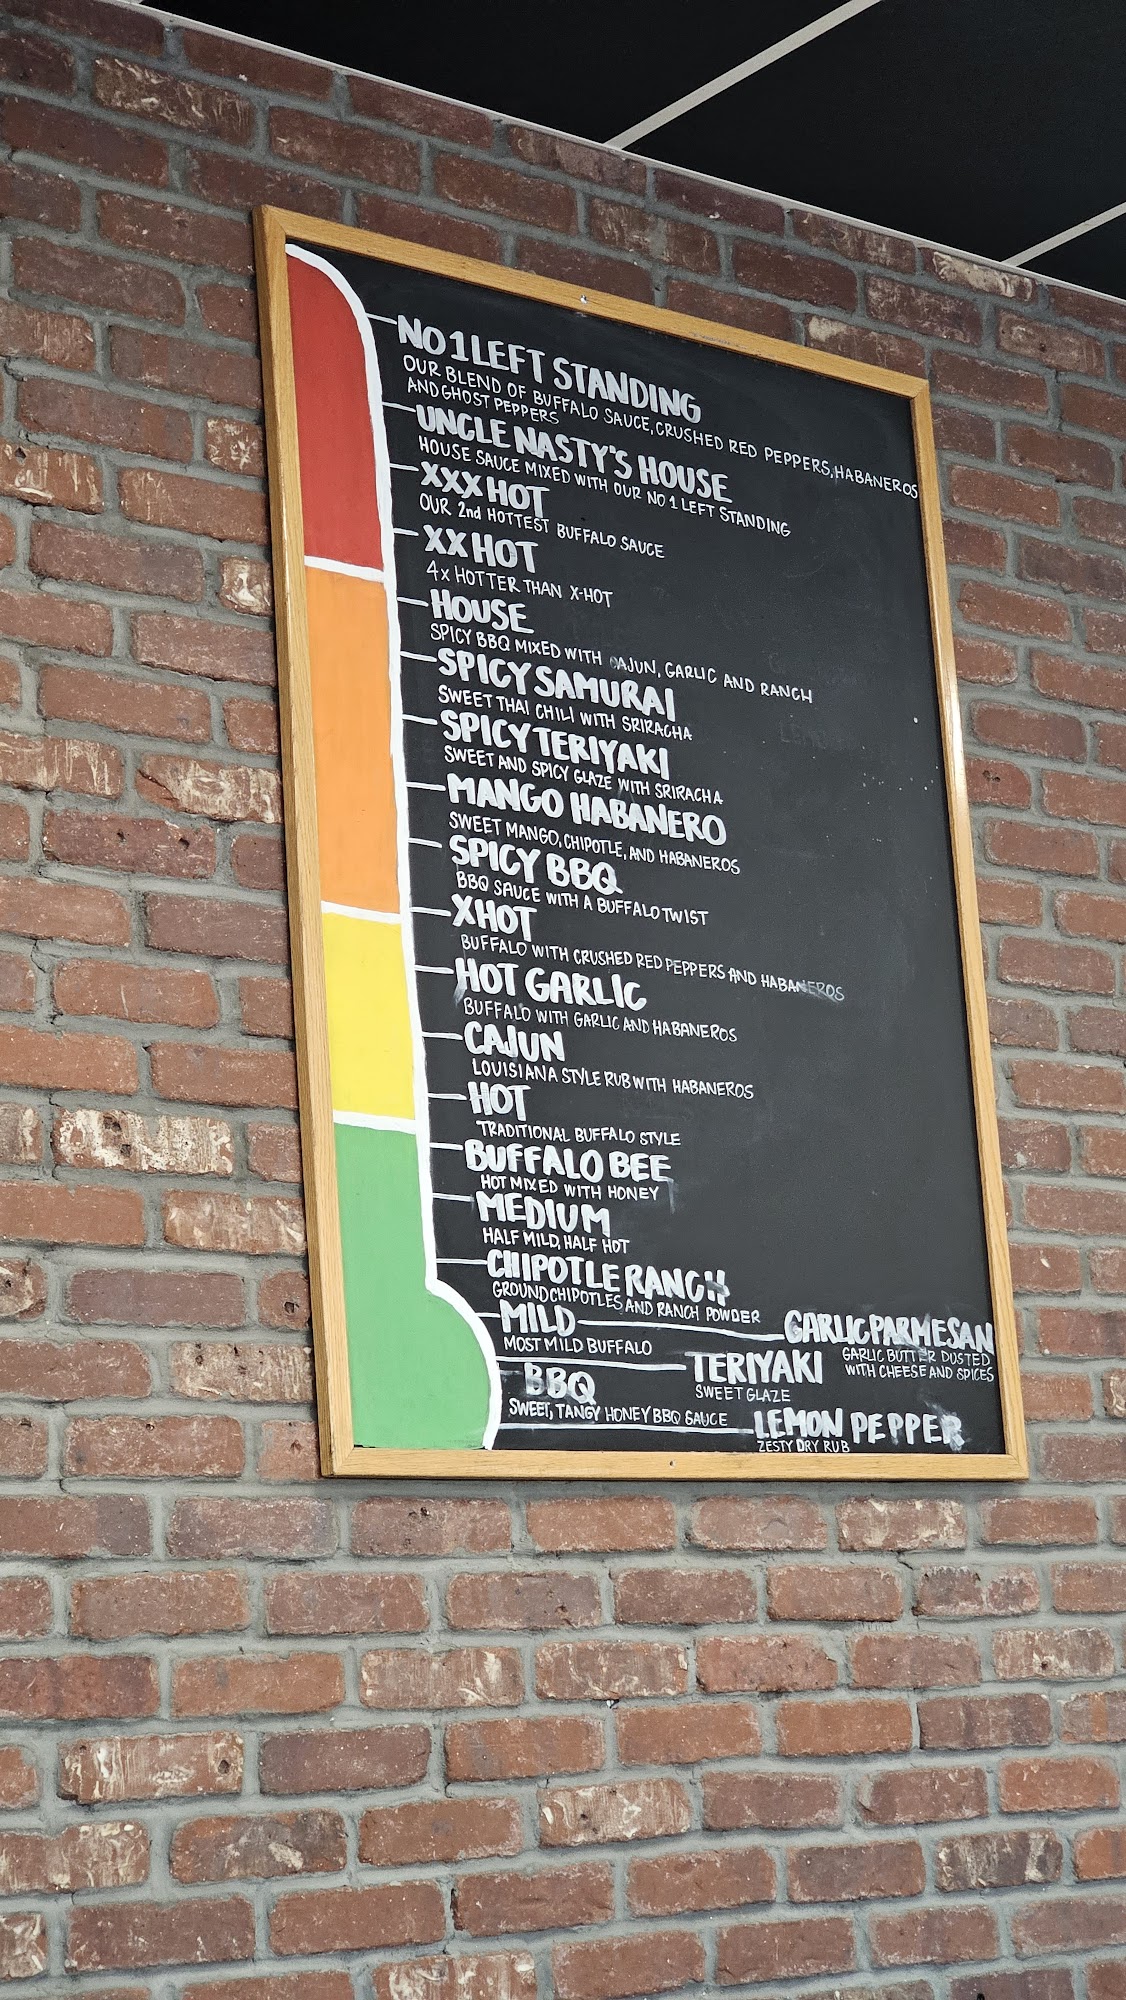 NO 1 LEFT STANDING
OUR BLEND OF BUFFALO SAUCE, CRUSHED RED PEPPERS, HABANEROS
AND GHOST PEPPERS
UNCLE NASTY'S HOUSE
HOUSE SAUCE MIXED WITH OUR NO 1 LEFT STANDING
XXX HOT
OUR 2nd HOTTEST BUFFALO SAUCE
XX HOT
4x HOTTER THAN X-HOT
HOUSE
SPICY BBQ MIXED WITH CAJUN, GARLIC AND RANCH
SPICY SAMURAI
SWEET THAI CHILI WITH SRIRACHA
SPICY TERIYAKI
SWEET AND SPICY GLAZE WITH SRIRACHA
MANGO HABANERO
SWEET MANGO, CHIPOTLE, AND HABANEROS
SPICY BBQ
BBQ SAUCE WITH A BUFFALO TWIST
XHOT
BUFFALO WITH CRUSHED RED PEPPERS AND HABANEROS
HOT GARLIC
BUFFALO WITH GARLIC AND HABANEROS
CAJUN
LOUISIANA STYLE RUB WITH HABANEROS
HOT
TRADITIONAL BUFFALO STYLE
BUFFALO BEE
HOT MIXED WITH HONEY
MEDIUM
HALF MILD, HALF HOT
CHIPOTLE RANCH
GROUND CHIPOTLES AND RANCH POWDER
MILD
MOST MILD BUFFALO
GARLIC PARMESAN
GARLIC BUTTER DUSTED
WITH CHEESE AND SPICES
TERIYAKI
SWEET GLAZE
BBQ
SWEET, TANGY HONEY BBQ SAUCE
LEMON PEPPER
ZESTY DRY RUB